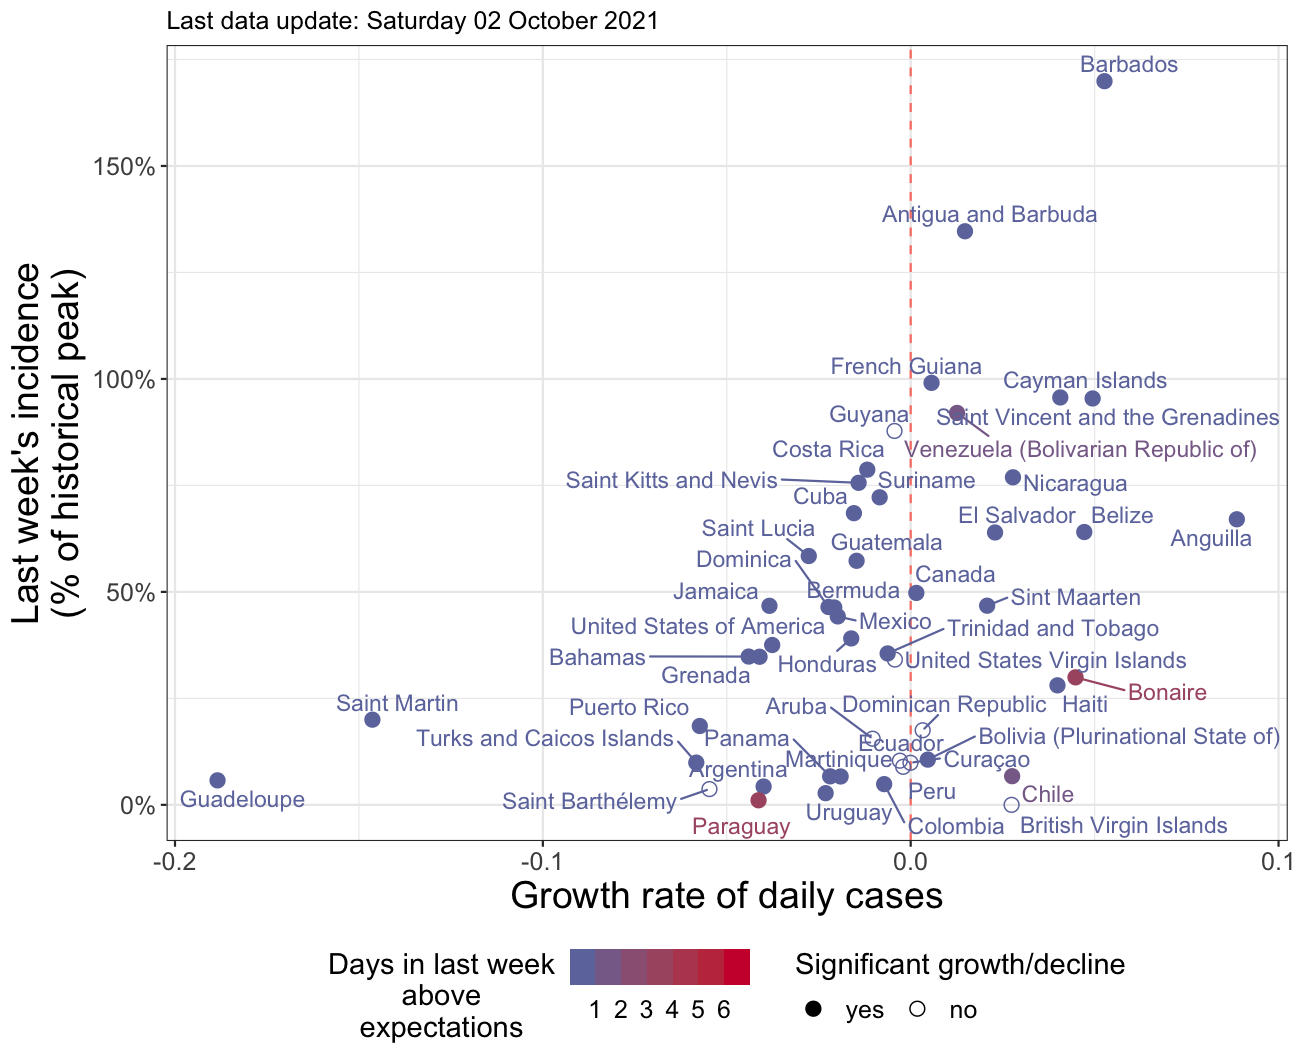 Last data update: Saturday 02 October 2021
Last week's incidence
(% of historical peak)
150%
100%
50%
0%
Barbados
Antigua and Barbuda
French Guiana
Cayman Islands
Guyana
Saint Vincent and the Grenadines
Costa Rica
Venezuela (Bolivarian Republic of)
Saint Kitts and Nevis
Suriname
Nicaragua
Cuba
El Salvador
Belize
Saint Lucia
Guatemala
Anguilla
Dominica
Canada
Jamaica
Bermuda
Sint Maarten
United States of America
Mexico
Trinidad and Tobago
Bahamas
Honduras
United States Virgin Islands
Grenada
Bonaire
Saint Martin
Puerto Rico
Aruba
Dominican Republic
Haiti
Turks and Caicos Islands
Panama
Ecuador
Bolivia (Plurinational State of)
Argentina
Martinique
Curaçao
Guadeloupe
Saint Barthélemy
Peru
Chile
Uruguay
Paraguay
Colombia
British Virgin Islands
-0.2
-0.1
0.0
0.1
Growth rate of daily cases
Days in last week
above
expectations
1 2 3 4 5 6
Significant growth/decline
yes
no